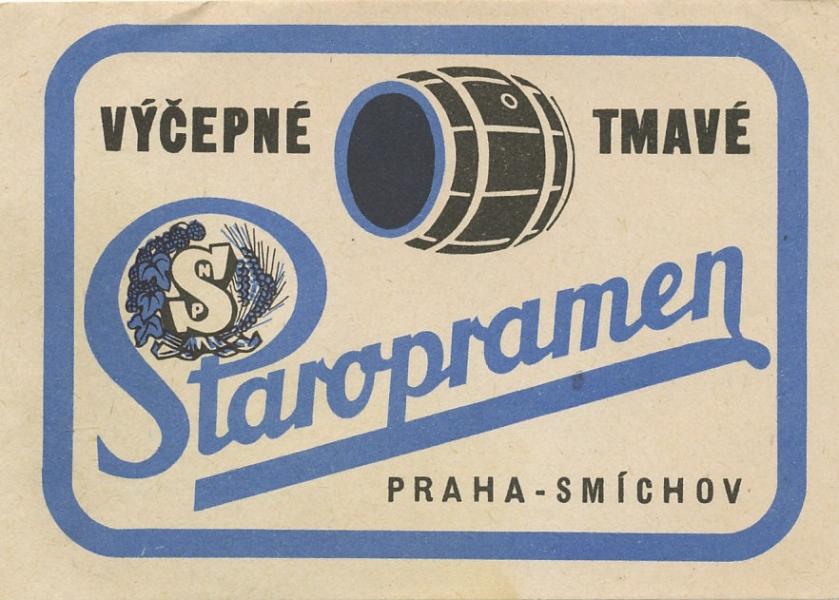 VÝČEPNÉ TMAVÉ
S
N
P
Staropramen
PRAHA-SMÍCHOV